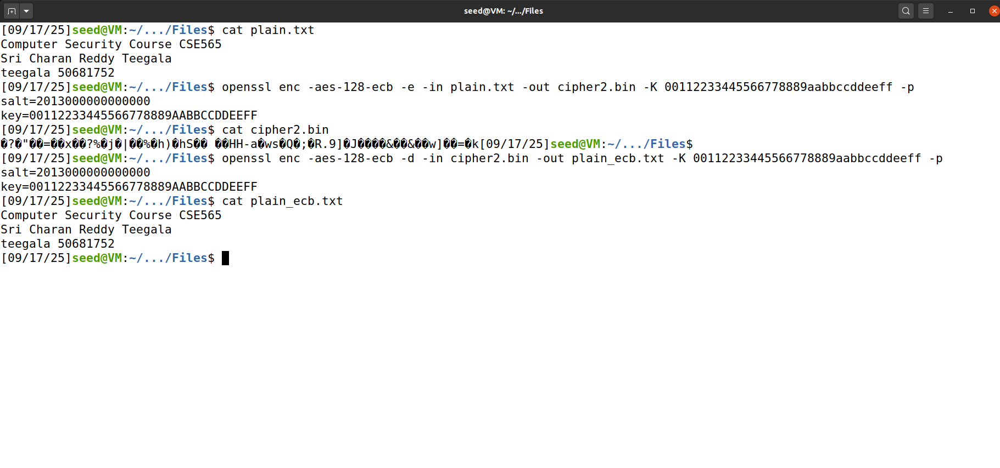 seed@VM: ~/.../Files
[09/17/25]seed@VM:~/.../Files$ cat plain.txt
Computer Security Course CSE565
Sri Charan Reddy Teegala
teegala 50681752
[09/17/25]seed@VM:~/.../Files$ openssl enc -aes-128-ecb -e -in plain.txt -out cipher2.bin -K 00112233445566778889aabbccddeeff -p
salt=2013000000000000
key=00112233445566778889AABBCCDDEEFF
[09/17/25]seed@VM:~/.../Files$ cat cipher2.bin
�?�"��=��x��?%�j�|��%�h)�hS�� ��HH-a�ws�Q�;�R.9]�J����&��&��w]��=�k[09/17/25]seed@VM:~/.../Files$
[09/17/25]seed@VM:~/.../Files$ openssl enc -aes-128-ecb -d -in cipher2.bin -out plain_ecb.txt -K 00112233445566778889aabbccddeeff -p
salt=2013000000000000
key=00112233445566778889AABBCCDDEEFF
[09/17/25]seed@VM:~/.../Files$ cat plain_ecb.txt
Computer Security Course CSE565
Sri Charan Reddy Teegala
teegala 50681752
[09/17/25]seed@VM:~/.../Files$